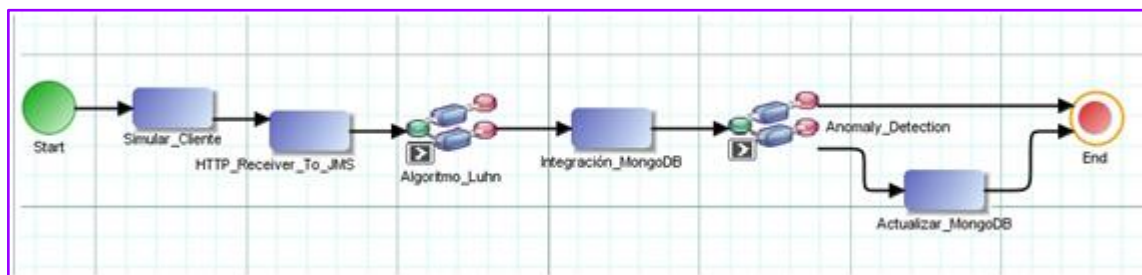 Start
Simular_Cliente
HTTP_Receiver_To_JMS
Algoritmo_Luhn
Integración_MongoDB
Anomaly_Detection
Actualizar_MongoDB
End